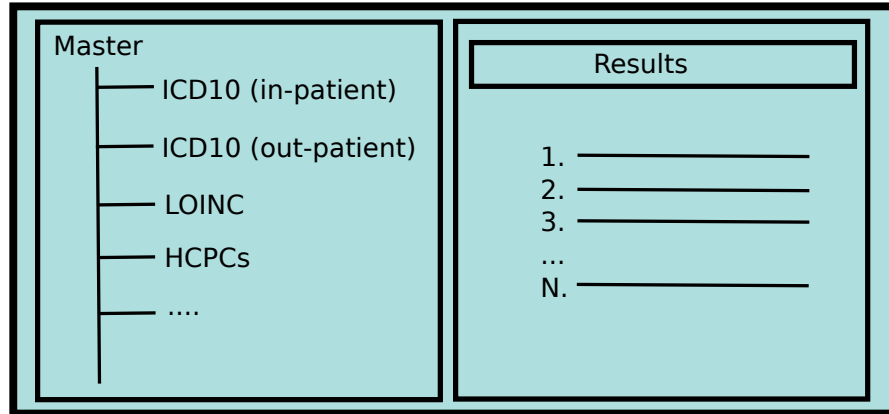 Master
ICD10 (in-patient)
ICD10 (out-patient)
LOINC
HCPCs
....
Results
1.
2.
3.
...
N.